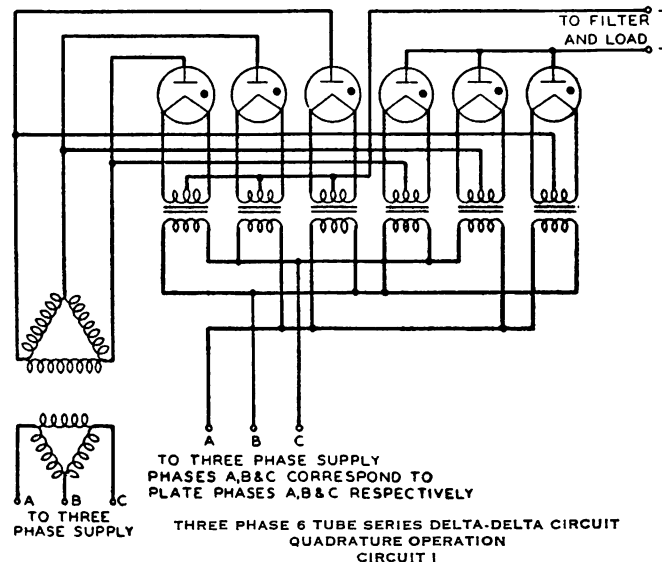 TO FILTER
AND LOAD
A B C
TO THREE PHASE SUPPLY
PHASES A,B&C CORRESPOND TO
PLATE PHASES A,B&C RESPECTIVELY
A B C
TO THREE
PHASE SUPPLY
THREE PHASE 6 TUBE SERIES DELTA-DELTA CIRCUIT
QUADRATURE OPERATION
CIRCUIT I